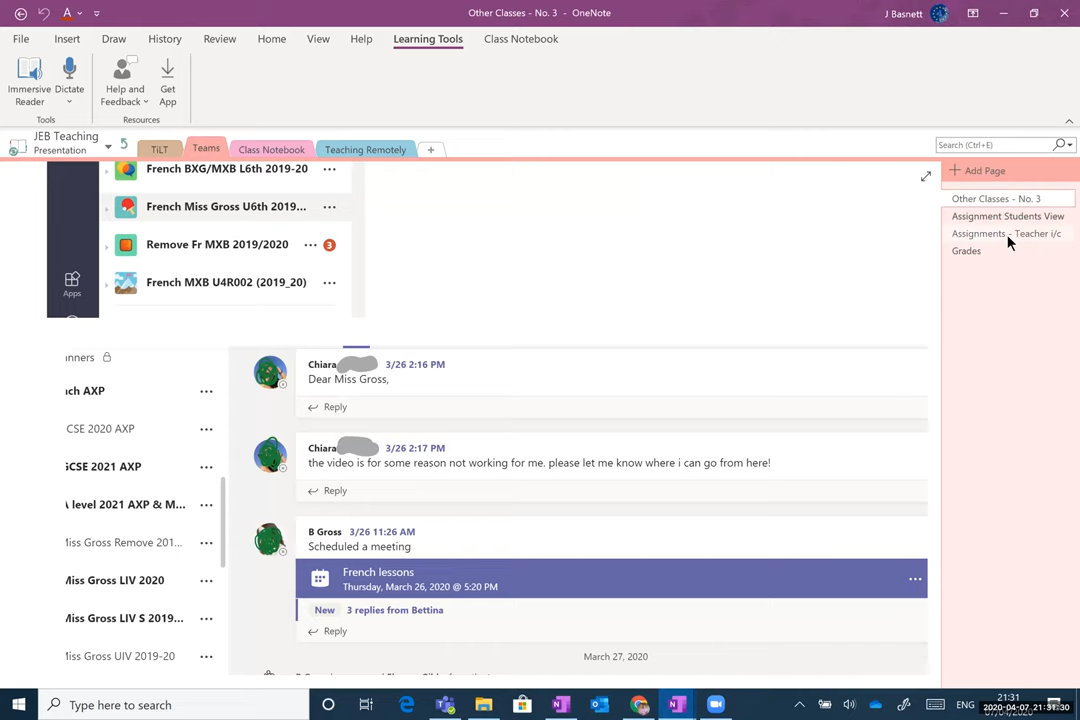 Other Classes - No. 3 - OneNote
J Basnett
File
Insert
Draw
History
Review
Home
View
Help
Learning Tools
Class Notebook
Immersive
Reader
Dictate
Help and
Feedback
Get
App
Tools
Resources
JEB Teaching
Presentation
TiLT
Teams
Class Notebook
Teaching Remotely
Search (Ctrl+E)
Add Page
Other Classes - No. 3
Assignment Students View
Assignments - Teacher i/c
Grades
French BXG/MXB L6th 2019-20
French Miss Gross U6th 2019...
Remove Fr MXB 2019/2020
3
French MXB U4R002 (2019_20)
Apps
nners
ch AXP
CSE 2020 AXP
GCSE 2021 AXP
A level 2021 AXP & M...
Miss Gross Remove 201...
Miss Gross LIV 2020
Miss Gross LIV S 2019...
Miss Gross UIV 2019-20
Chiara 3/26 2:16 PM
Dear Miss Gross,
Reply
Chiara 3/26 2:17 PM
the video is for some reason not working for me. please let me know where i can go from here!
Reply
B Gross 3/26 11:26 AM
Scheduled a meeting
French lessons
Thursday, March 26, 2020 @ 5:20 PM
New 3 replies from Bettina
Reply
March 27, 2020
Type here to search
ENG
21:31
2020-04-07 21:31:30